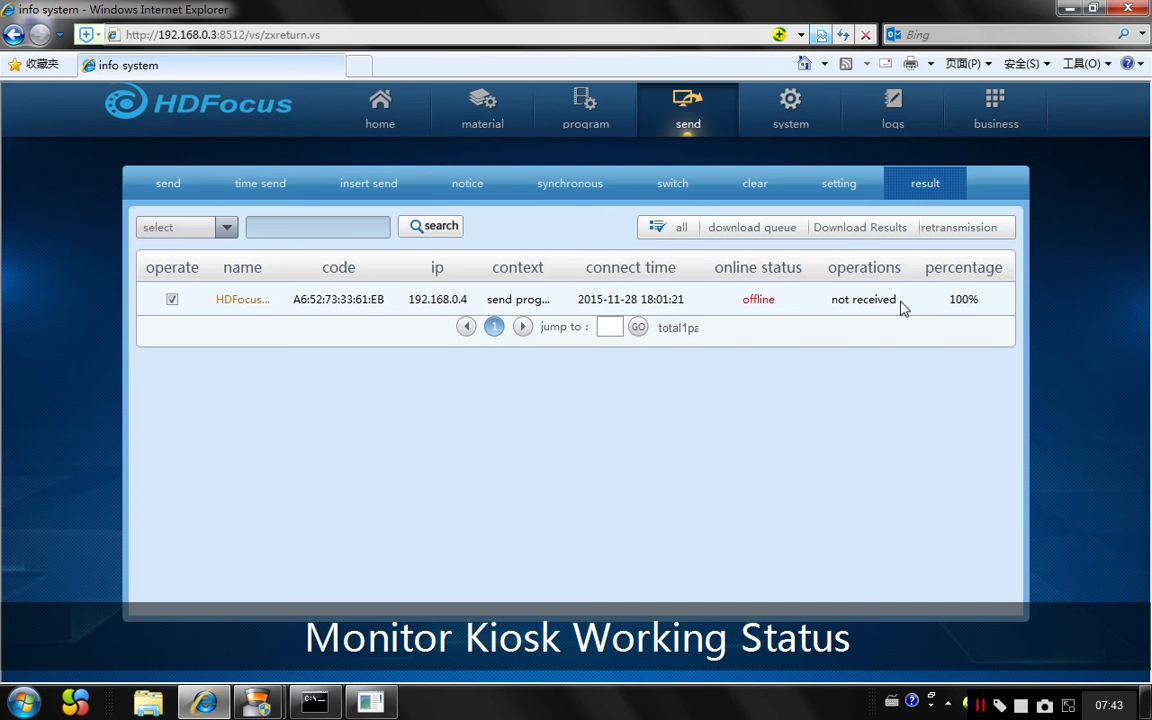 info system - Windows Internet Explorer
http://192.168.0.3:8512/vs/zxreturn.vs
Bing
收藏夹
info system
页面(P)
安全(S)
工具(O)
HDFocus
home
material
program
send
system
logs
business
send
time send
insert send
notice
synchronous
switch
clear
setting
result
select
search
all
download queue
Download Results
retransmission
operate name code ip context connect time online status operations percentage
HDFocus... A6:52:73:33:61:EB 192.168.0.4 send prog... 2015-11-28 18:01:21 offline not received 100%
1 jump to : GO total1pa
Monitor Kiosk Working Status
07:43